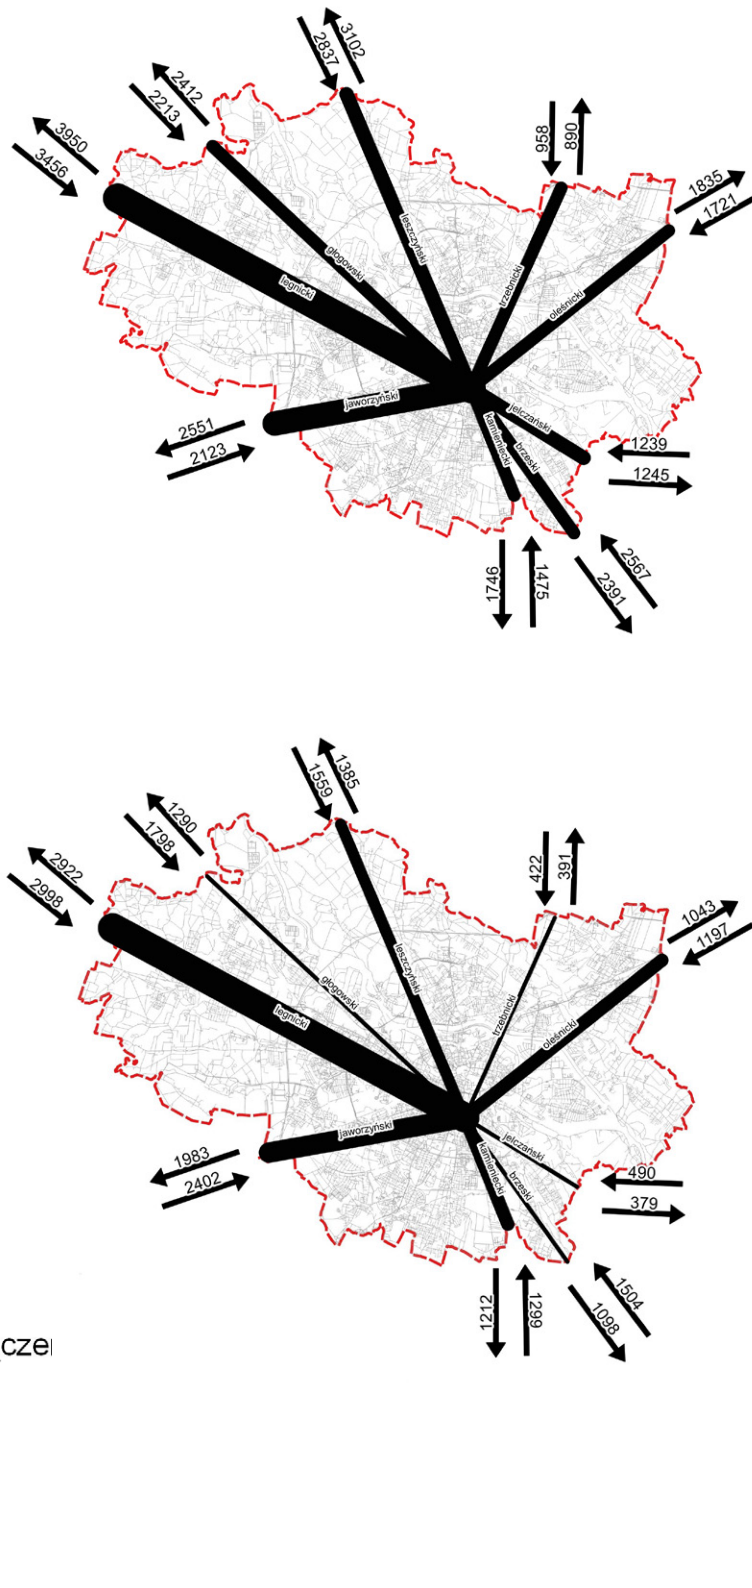 3102
2837
2412
2213
3950
3456
958
890
1835
1721
leszczyński
głogowski
legnicki
trzebnicki
oleśnicki
jaworzyński
jelczański
kamieniecki
brzeski
2551
2123
1239
1245
1746
1475
2567
2391
1385
1559
1290
1798
2922
2998
422
391
1043
1197
leszczyński
głogowski
legnicki
trzebnicki
oleśnicki
jaworzyński
jelczański
kamieniecki
brzeski
1983
2402
490
379
1212
1299
1504
1098
cze